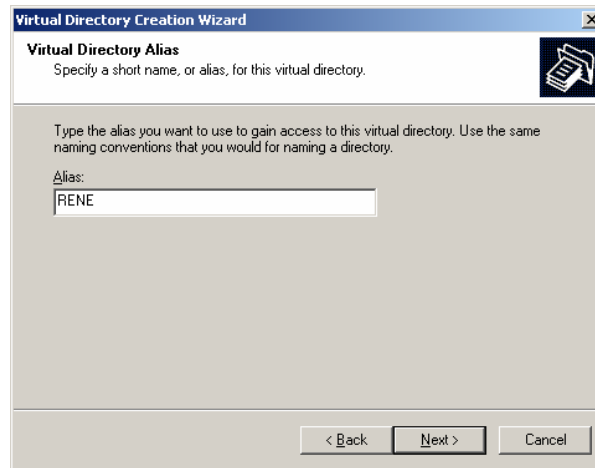 Virtual Directory Creation Wizard
Virtual Directory Alias
Specify a short name, or alias, for this virtual directory.
Type the alias you want to use to gain access to this virtual directory. Use the same
naming conventions that you would for naming a directory.
Alias:
RENE
< Back Next > Cancel